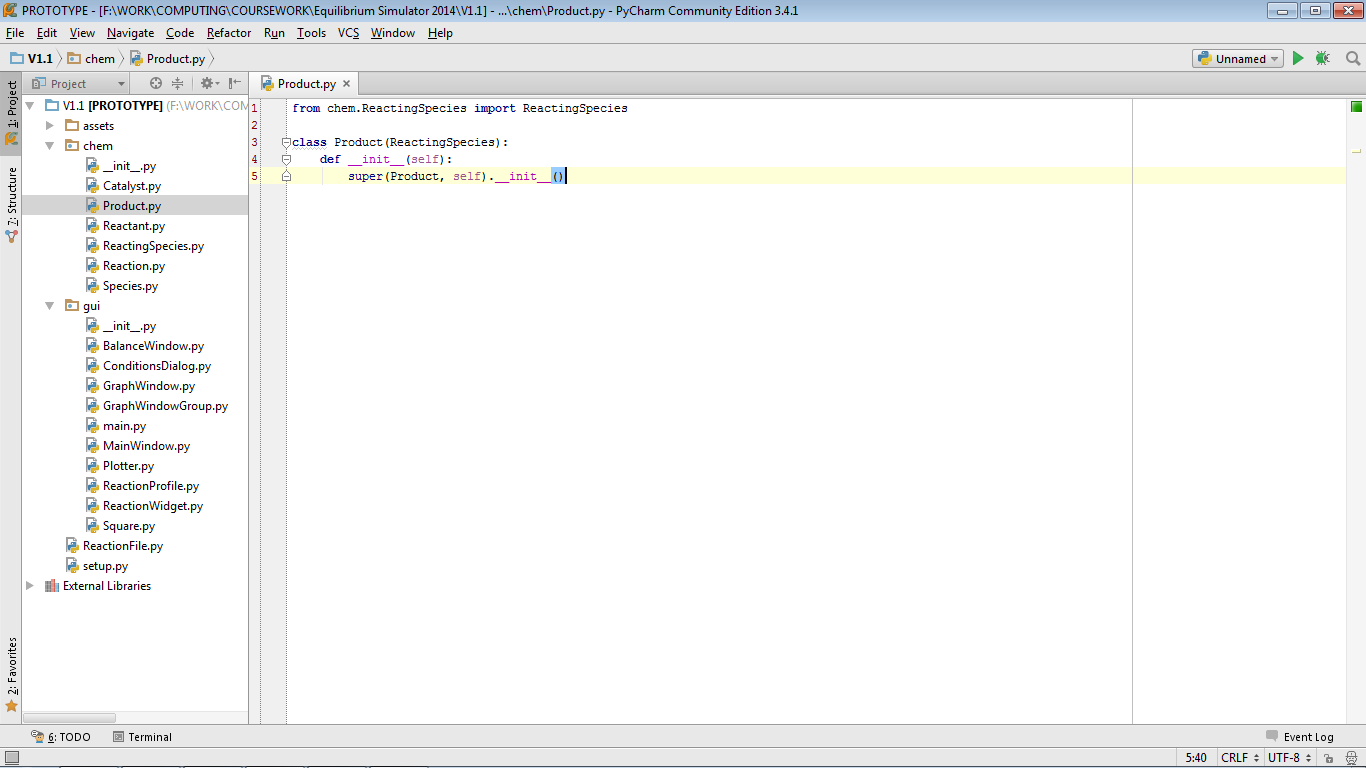 PROTOTYPE - [F:\WORK\COMPUTING\COURSEWORK\Equilibrium Simulator 2014\V1.1] - ...\chem\Product.py - PyCharm Community Edition 3.4.1
File Edit View Navigate Code Refactor Run Tools VCS Window Help
V1.1 chem Product.py Unnamed
1: Project
7: Structure
2: Favorites
Project
V1.1 [PROTOTYPE] (F:\WORK\COM
assets
chem
__init__.py
Catalyst.py
Product.py
Reactant.py
ReactingSpecies.py
Reaction.py
Species.py
gui
__init__.py
BalanceWindow.py
ConditionsDialog.py
GraphWindow.py
GraphWindowGroup.py
main.py
MainWindow.py
Plotter.py
ReactionProfile.py
ReactionWidget.py
Square.py
ReactionFile.py
setup.py
External Libraries
Product.py
1 from chem.ReactingSpecies import ReactingSpecies
2
3 class Product(ReactingSpecies):
4 def __init__(self):
5 super(Product, self).__init__()
6: TODO Terminal Event Log
5:40 CRLF UTF-8